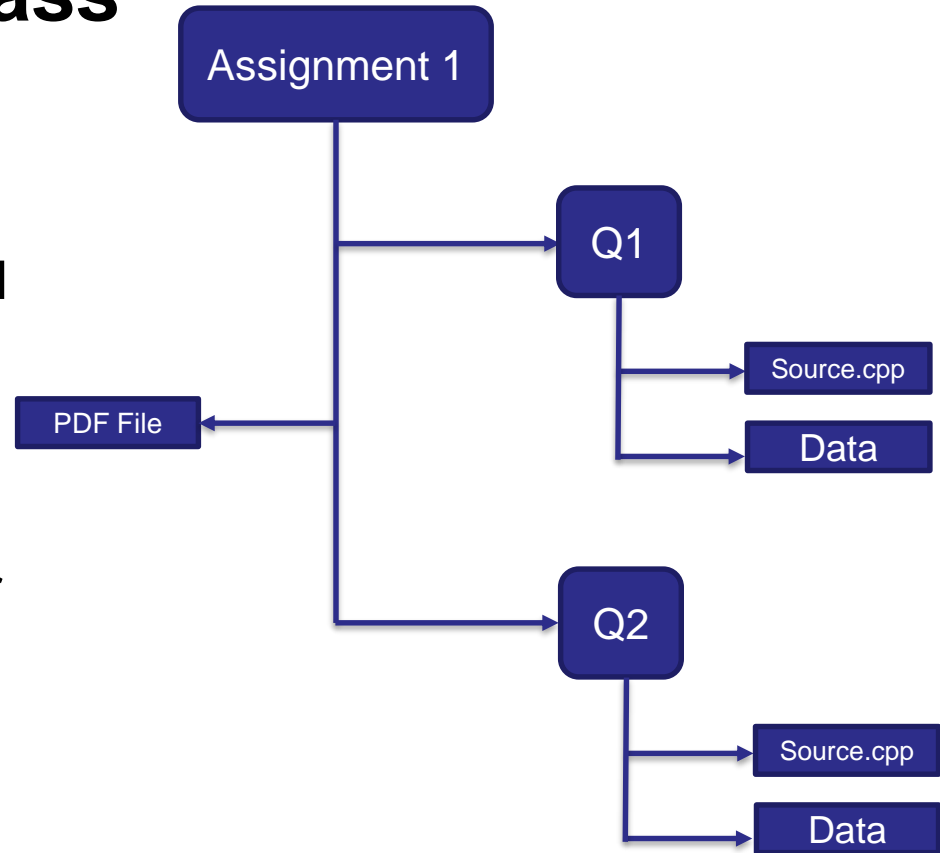 Assignment 1
Q1
Source.cpp
PDF File
Data
Q2
Source.cpp
Data